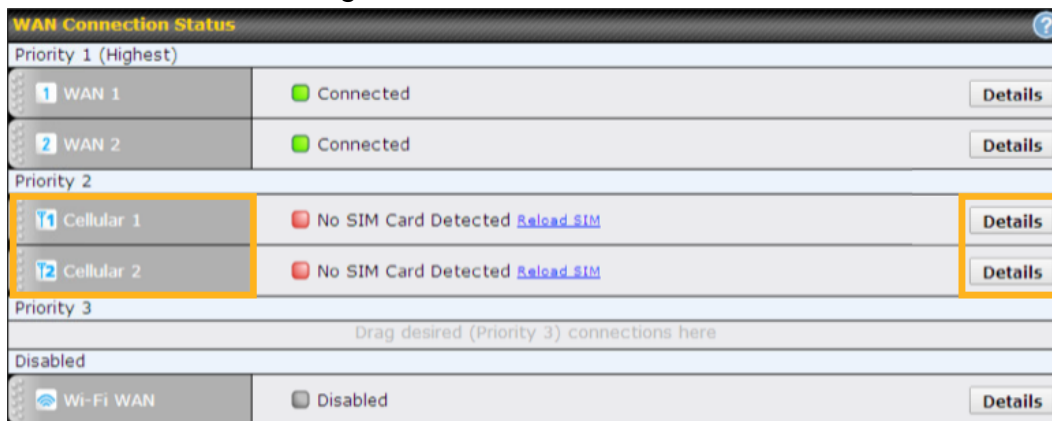 WAN Connection Status ?
Priority 1 (Highest)
1 WAN 1 Connected Details
2 WAN 2 Connected Details
Priority 2
1 Cellular 1 No SIM Card Detected Reload SIM Details
2 Cellular 2 No SIM Card Detected Reload SIM Details
Priority 3
Drag desired (Priority 3) connections here
Disabled
Wi-Fi WAN Disabled Details